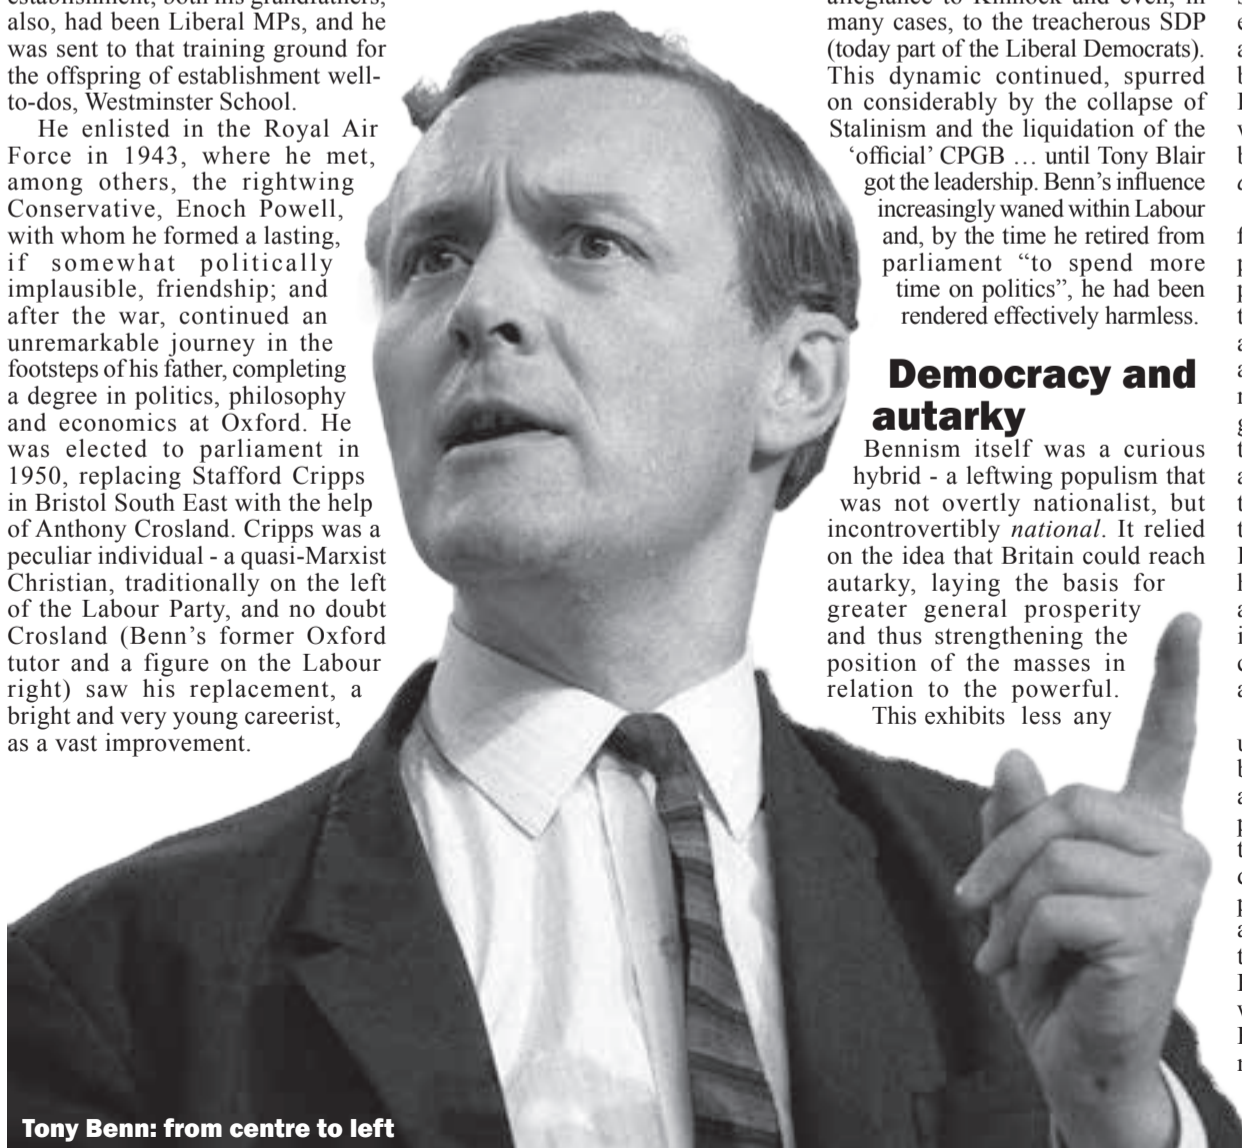 also, had been Liberal MPs, and he
was sent to that training ground for
the offspring of establishment well-
to-dos, Westminster School.
He enlisted in the Royal Air
Force in 1943, where he met,
among others, the rightwing
Conservative, Enoch Powell,
with whom he formed a lasting,
if somewhat politically
implausible, friendship; and
after the war, continued an
unremarkable journey in the
footsteps of his father, completing
a degree in politics, philosophy
and economics at Oxford. He
was elected to parliament in
1950, replacing Stafford Cripps
in Bristol South East with the help
of Anthony Crosland. Cripps was a
peculiar individual - a quasi-Marxist
Christian, traditionally on the left
of the Labour Party, and no doubt
Crosland (Benn’s former Oxford
tutor and a figure on the Labour
right) saw his replacement, a
bright and very young careerist,
as a vast improvement.
many cases, to the treacherous SDP
(today part of the Liberal Democrats).
This dynamic continued, spurred
on considerably by the collapse of
Stalinism and the liquidation of the
‘official’ CPGB … until Tony Blair
got the leadership. Benn’s influence
increasingly waned within Labour
and, by the time he retired from
parliament “to spend more
time on politics”, he had been
rendered effectively harmless.
Democracy and
autarky
Bennism itself was a curious
hybrid - a leftwing populism that
was not overtly nationalist, but
incontrovertibly national. It relied
on the idea that Britain could reach
autarky, laying the basis for
greater general prosperity
and thus strengthening the
position of the masses in
relation to the powerful.
This exhibits less any
Tony Benn: from centre to left